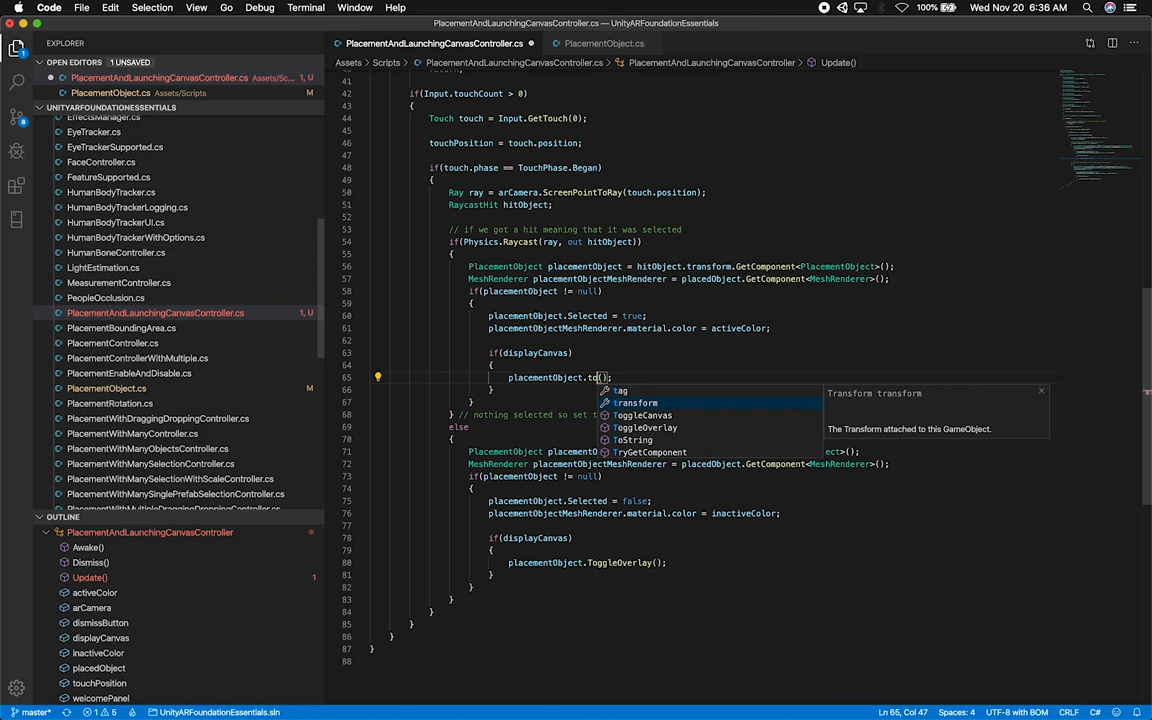 Code File Edit Selection View Go Debug Terminal Window Help 100% Wed Nov 20 6:36 AM
PlacementAndLaunchingCanvasController.cs — UnityARFoundationEssentials
EXPLORER
OPEN EDITORS 1 UNSAVED
PlacementAndLaunchingCanvasController.cs Assets/Sc... 1, U
PlacementObject.cs Assets/Scripts M
UNITYARFOUNDATIONESSENTIALS
EffectsManager.cs
EyeTracker.cs
EyeTrackerSupported.cs
FaceController.cs
FeatureSupported.cs
HumanBodyTracker.cs
HumanBodyTrackerLogging.cs
HumanBodyTrackerUI.cs
HumanBodyTrackerWithOptions.cs
HumanBoneController.cs
LightEstimation.cs
MeasurementController.cs
PeopleOcclusion.cs
PlacementAndLaunchingCanvasController.cs 1, U
PlacementBoundingArea.cs
PlacementController.cs
PlacementControllerWithMultiple.cs
PlacementEnableAndDisable.cs
PlacementObject.cs M
PlacementRotation.cs
PlacementWithDraggingDroppingController.cs
PlacementWithManyController.cs
PlacementWithManyObjectsController.cs
PlacementWithManySelectionController.cs
PlacementWithManySelectionWithScaleController.cs
PlacementWithManySinglePrefabSelectionController.cs
PlacementWithMultipleDraggingDroppingController.cs
OUTLINE
PlacementAndLaunchingCanvasController
Awake()
Dismiss()
Update() 1
activeColor
arCamera
dismissButton
displayCanvas
inactiveColor
placedObject
touchPosition
welcomePanel
PlacementAndLaunchingCanvasController.cs PlacementObject.cs
Assets > Scripts > PlacementAndLaunchingCanvasController.cs > PlacementAndLaunchingCanvasController > Update()
return;
41
42 if(Input.touchCount > 0)
43 {
44 Touch touch = Input.GetTouch(0);
45
46 touchPosition = touch.position;
47
48 if(touch.phase == TouchPhase.Began)
49 {
50 Ray ray = arCamera.ScreenPointToRay(touch.position);
51 RaycastHit hitObject;
52
53 // if we got a hit meaning that it was selected
54 if(Physics.Raycast(ray, out hitObject))
55 {
56 PlacementObject placementObject = hitObject.transform.GetComponent<PlacementObject>();
57 MeshRenderer placementObjectMeshRenderer = placedObject.GetComponent<MeshRenderer>();
58 if(placementObject != null)
59 {
60 placementObject.Selected = true;
61 placementObjectMeshRenderer.material.color = activeColor;
62
63 if(displayCanvas)
64 {
65 placementObject.to();
66 }
67 }
68 } // nothing selected so set t
69 else
70 {
71 PlacementObject placementO ect>();
72 MeshRenderer placementObjectMeshRenderer = placedObject.GetComponent<MeshRenderer>();
73 if(placementObject != null)
74 {
75 placementObject.Selected = false;
76 placementObjectMeshRenderer.material.color = inactiveColor;
77
78 if(displayCanvas)
79 {
80 placementObject.ToggleOverlay();
81 }
82 }
83 }
84 }
85 }
86 }
87 }
88
tag
transform
ToggleCanvas
ToggleOverlay
ToString
TryGetComponent
Transform transform
The Transform attached to this GameObject.
master* 1 5 UnityARFoundationEssentials.sln Ln 65, Col 47 Spaces: 4 UTF-8 with BOM CRLF C#